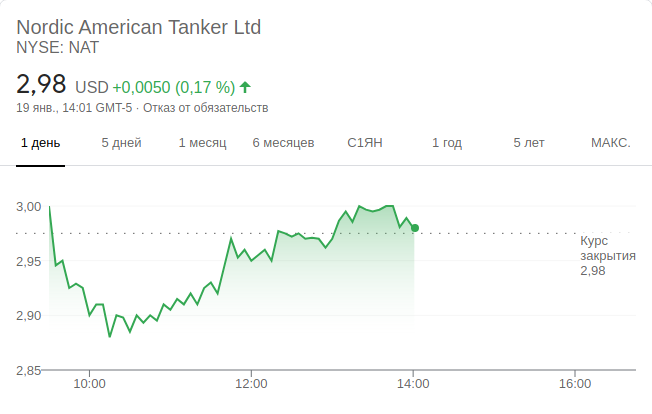 Nordic American Tanker Ltd
NYSE: NAT
2,98 USD +0,0050 (0,17 %)
19 янв., 14:01 GMT-5 · Отказ от обязательств
1 день 5 дней 1 месяц 6 месяцев С1ЯН 1 год 5 лет МАКС.
3,00
Курс
закрытия
2,98
2,95
2,90
2,85
10:00 12:00 14:00 16:00